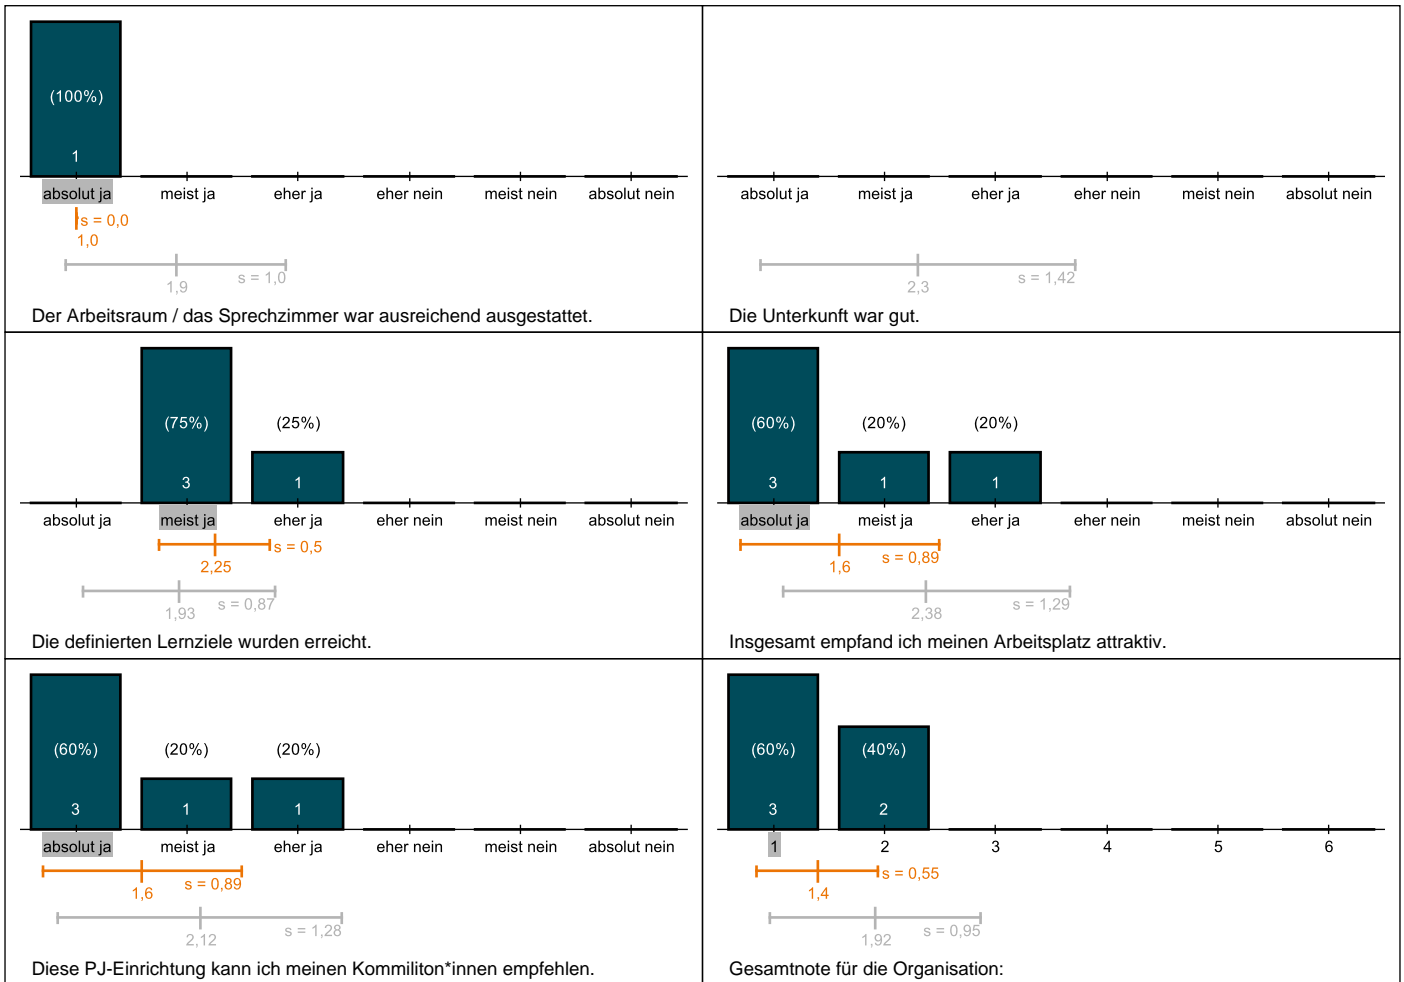 (100%)
1
absolut ja meist ja eher ja eher nein meist nein absolut nein
s = 0,0
1,0
s = 1,0
1,9
Der Arbeitsraum / das Sprechzimmer war ausreichend ausgestattet.
absolut ja meist ja eher ja eher nein meist nein absolut nein
s = 1,42
2,3
Die Unterkunft war gut.
(75%) (25%)
3 1
absolut ja meist ja eher ja eher nein meist nein absolut nein
s = 0,5
2,25
s = 0,87
1,93
Die definierten Lernziele wurden erreicht.
(60%) (20%) (20%)
3 1 1
absolut ja meist ja eher ja eher nein meist nein absolut nein
s = 0,89
1,6
s = 1,29
2,38
Insgesamt empfand ich meinen Arbeitsplatz attraktiv.
(60%) (20%) (20%)
3 1 1
absolut ja meist ja eher ja eher nein meist nein absolut nein
s = 0,89
1,6
s = 1,28
2,12
Diese PJ-Einrichtung kann ich meinen Kommiliton*innen empfehlen.
(60%) (40%)
3 2
1 2 3 4 5 6
s = 0,55
1,4
s = 0,95
1,92
Gesamtnote für die Organisation: